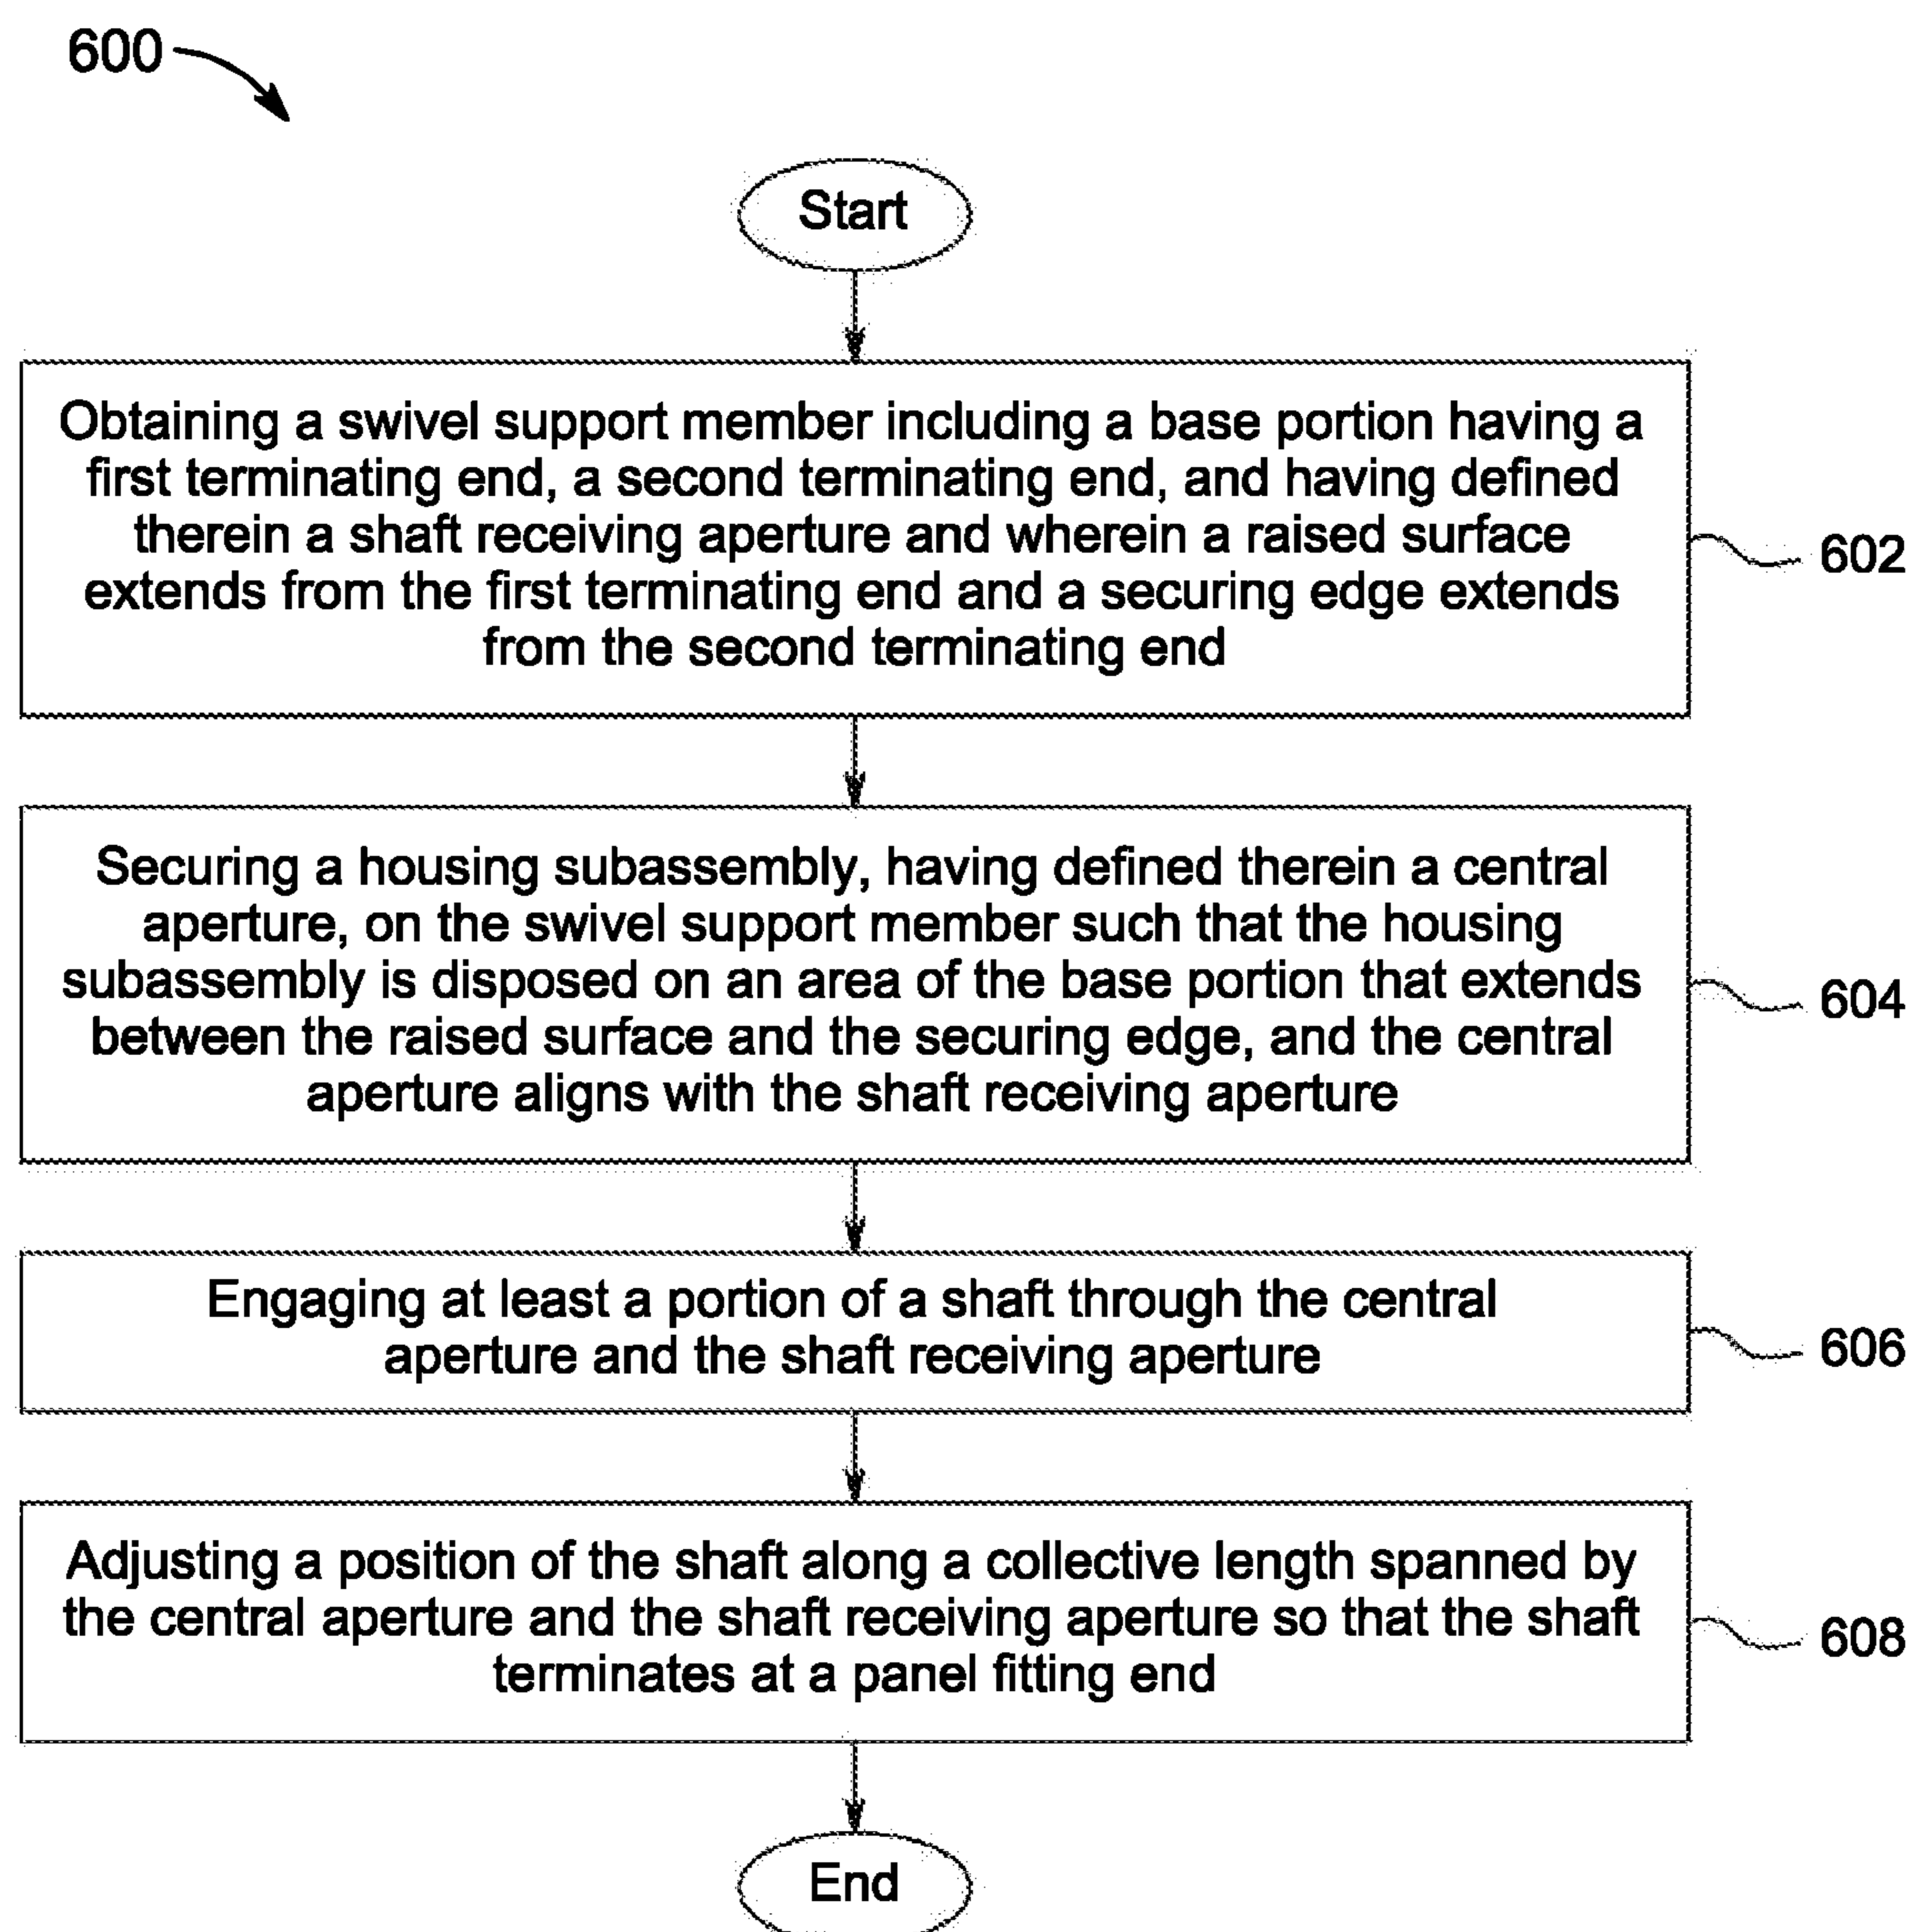 600
Start
Obtaining a swivel support member including a base portion having a
first terminating end, a second terminating end, and having defined
therein a shaft receiving aperture and wherein a raised surface
extends from the first terminating end and a securing edge extends
from the second terminating end
602
Securing a housing subassembly, having defined therein a central
aperture, on the swivel support member such that the housing
subassembly is disposed on an area of the base portion that extends
between the raised surface and the securing edge, and the central
aperture aligns with the shaft receiving aperture
604
Engaging at least a portion of a shaft through the central
aperture and the shaft receiving aperture
606
Adjusting a position of the shaft along a collective length spanned by
the central aperture and the shaft receiving aperture so that the shaft
terminates at a panel fitting end
608
End